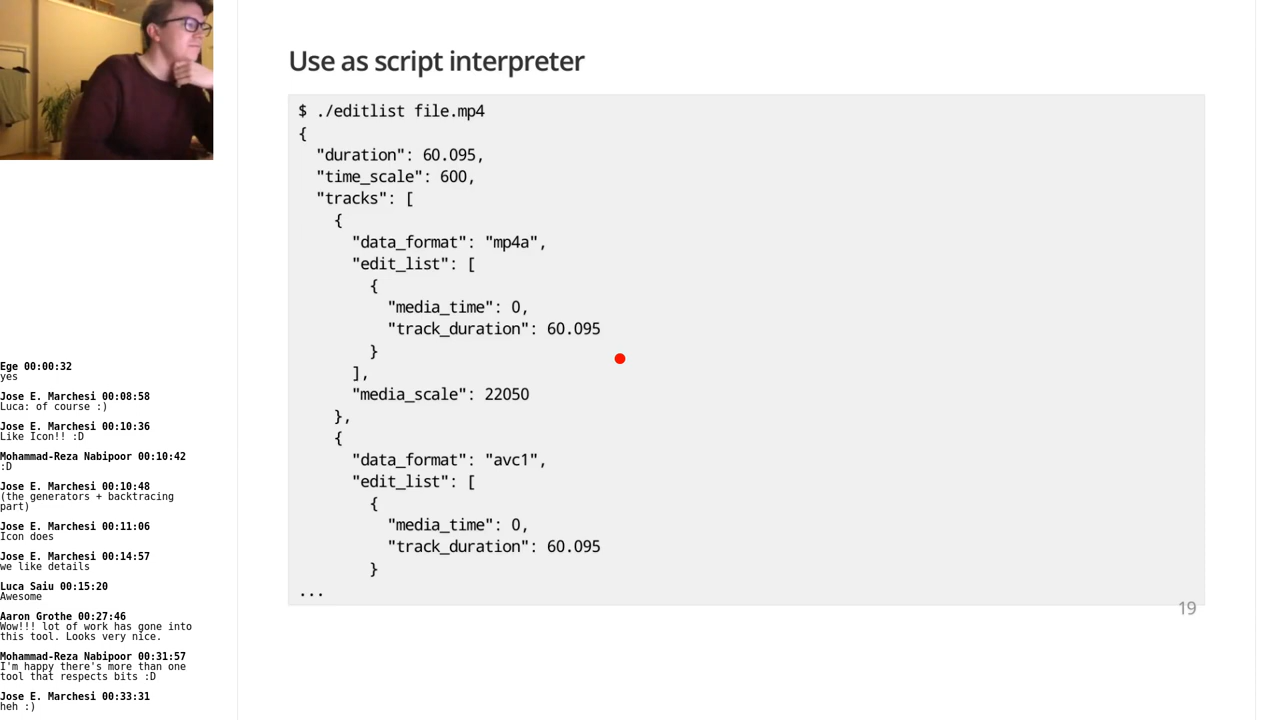 Use as script interpreter
$ ./editlist file.mp4
{
  "duration": 60.095,
  "time_scale": 600,
  "tracks": [
    {
      "data_format": "mp4a",
      "edit_list": [
        {
          "media_time": 0,
          "track_duration": 60.095
        }
      ],
      "media_scale": 22050
    },
    {
      "data_format": "avc1",
      "edit_list": [
        {
          "media_time": 0,
          "track_duration": 60.095
        }
...
19
Ege 00:00:32
yes
Jose E. Marchesi 00:08:58
Luca: of course :)
Jose E. Marchesi 00:10:36
Like Icon!! :D
Mohammad-Reza Nabipoor 00:10:42
:D
Jose E. Marchesi 00:10:48
(the generators + backtracing
part)
Jose E. Marchesi 00:11:06
Icon does
Jose E. Marchesi 00:14:57
we like details
Luca Saiu 00:15:20
Awesome
Aaron Grothe 00:27:46
Wow!!! lot of work has gone into
this tool. Looks very nice.
Mohammad-Reza Nabipoor 00:31:57
I'm happy there's more than one
tool that respects bits :D
Jose E. Marchesi 00:33:31
heh :)